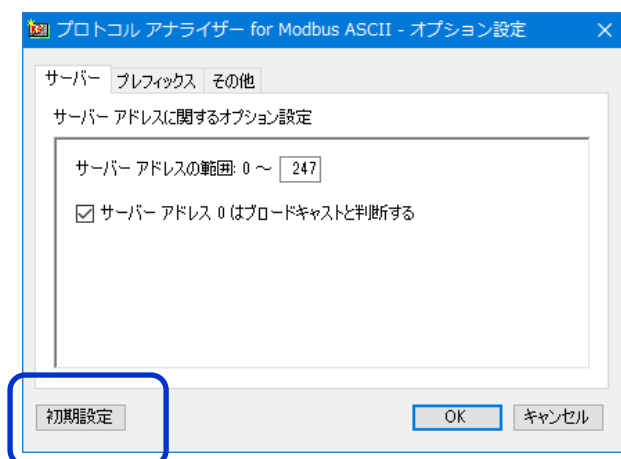 プロトコル アナライザー for Modbus ASCII - オプション設定
サーバー プレフィックス その他
サーバー アドレスに関するオプション設定
サーバー アドレスの範囲: 0 ～ 247
サーバー アドレス 0 はブロードキャストと判断する
初期設定 OK キャンセル